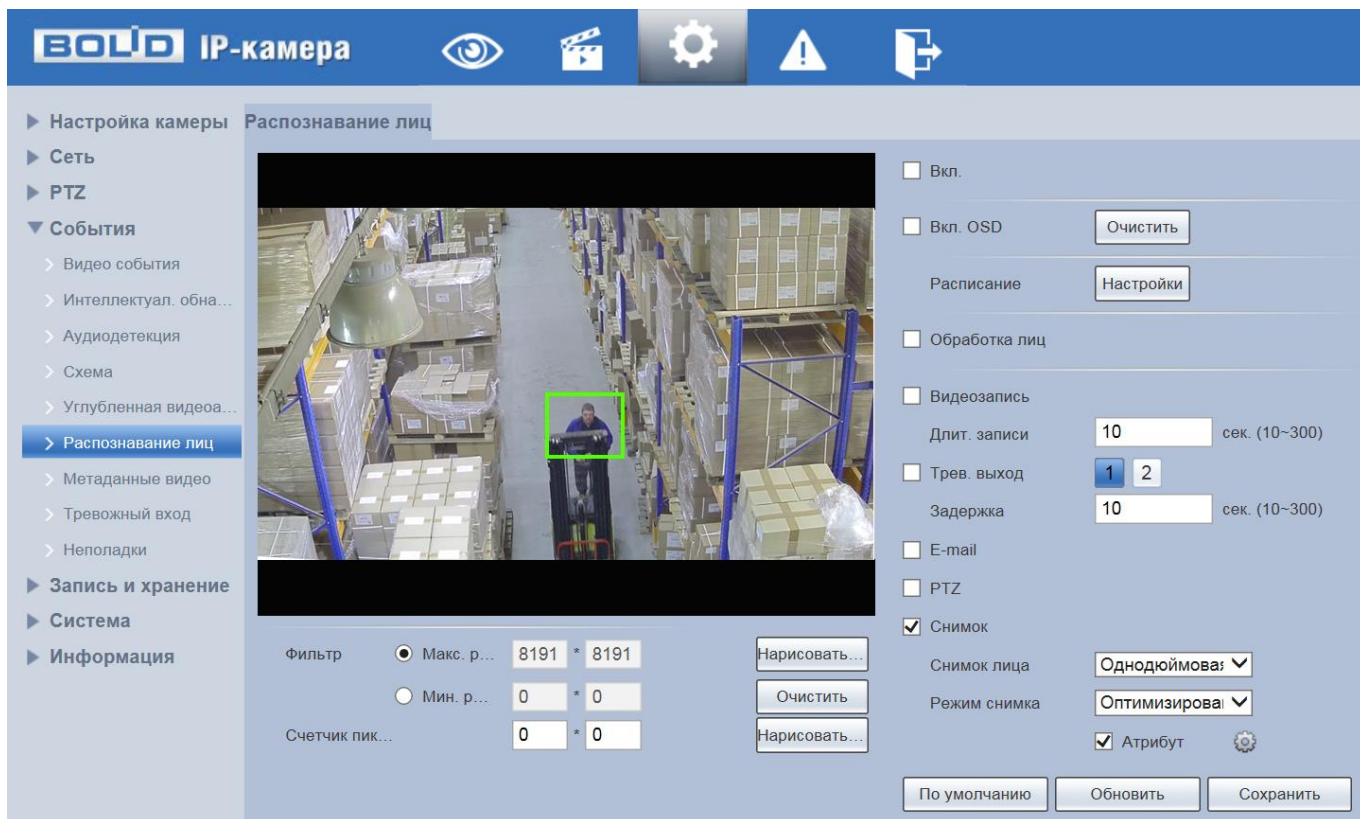 BOLID IP-камера
Настройка камеры
Сеть
PTZ
События
Видео события
Интеллектуал. обна...
Аудиодетекция
Схема
Углубленная видеоа...
Распознавание лиц
Метаданные видео
Тревожный вход
Неполадки
Запись и хранение
Система
Информация
Распознавание лиц
Фильтр Макс. р... 8191 * 8191 Нарисовать...
Мин. р... 0 * 0 Очистить
Счетчик пик... 0 * 0 Нарисовать...
Вкл.
Вкл. OSD Очистить
Расписание Настройки
Обработка лиц
Видеозапись
Длит. записи 10 сек. (10~300)
Трев. выход 1 2
Задержка 10 сек. (10~300)
E-mail
PTZ
Снимок
Снимок лица Однодюймовая
Режим снимка Оптимизирова
Атрибут
По умолчанию Обновить Сохранить